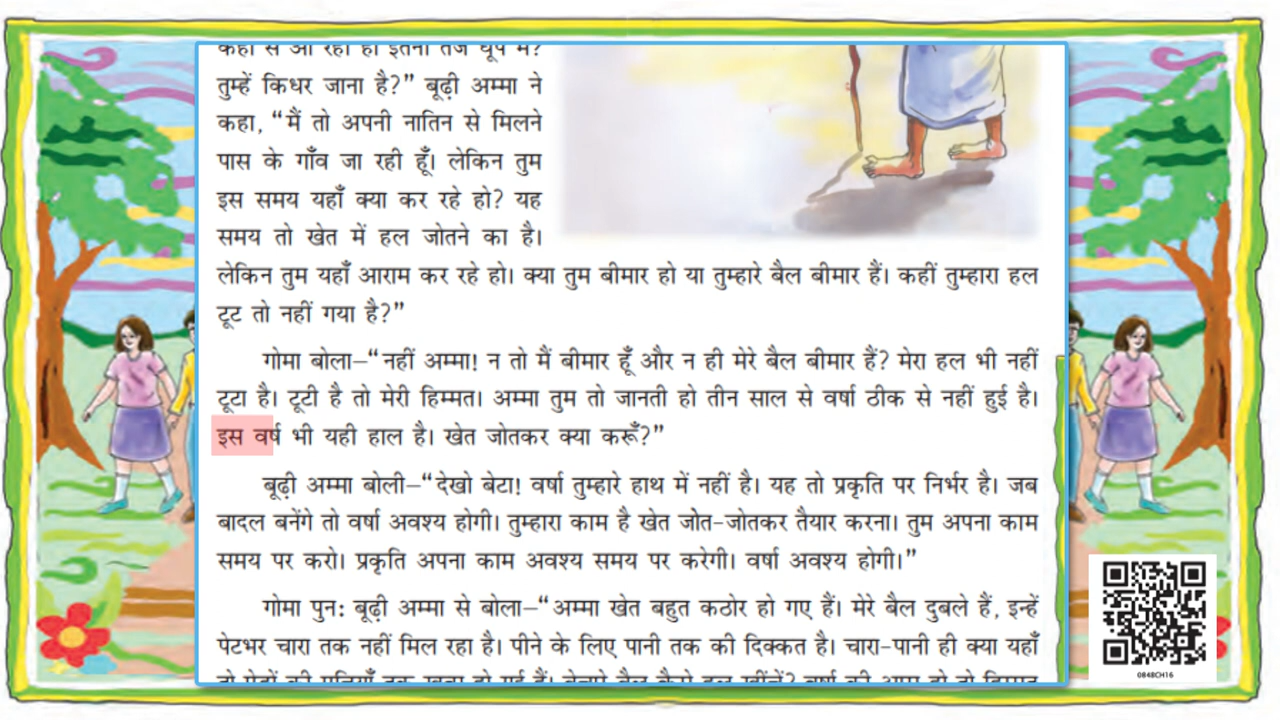 कहाँ से आ रही हो इतनी तेज धूप में?
तुम्हें किधर जाना है?” बूढ़ी अम्मा ने
कहा, “मैं तो अपनी नातिन से मिलने
पास के गाँव जा रही हूँ। लेकिन तुम
इस समय यहाँ क्या कर रहे हो? यह
समय तो खेत में हल जोतने का है।
लेकिन तुम यहाँ आराम कर रहे हो। क्या तुम बीमार हो या तुम्हारे बैल बीमार हैं। कहीं तुम्हारा हल
टूट तो नहीं गया है?”
गोमा बोला–“नहीं अम्मा! न तो मैं बीमार हूँ और न ही मेरे बैल बीमार हैं? मेरा हल भी नहीं
टूटा है। टूटी है तो मेरी हिम्मत। अम्मा तुम तो जानती हो तीन साल से वर्षा ठीक से नहीं हुई है।
इस वर्ष भी यही हाल है। खेत जोतकर क्या करूँ?”
बूढ़ी अम्मा बोली–“देखो बेटा! वर्षा तुम्हारे हाथ में नहीं है। यह तो प्रकृति पर निर्भर है। जब
बादल बनेंगे तो वर्षा अवश्य होगी। तुम्हारा काम है खेत जोत-जोतकर तैयार करना। तुम अपना काम
समय पर करो। प्रकृति अपना काम अवश्य समय पर करेगी। वर्षा अवश्य होगी।”
गोमा पुन: बूढ़ी अम्मा से बोला–“अम्मा खेत बहुत कठोर हो गए हैं। मेरे बैल दुबले हैं, इन्हें
पेटभर चारा तक नहीं मिल रहा है। पीने के लिए पानी तक की दिक्कत है। चारा-पानी ही क्या यहाँ
0848CH16